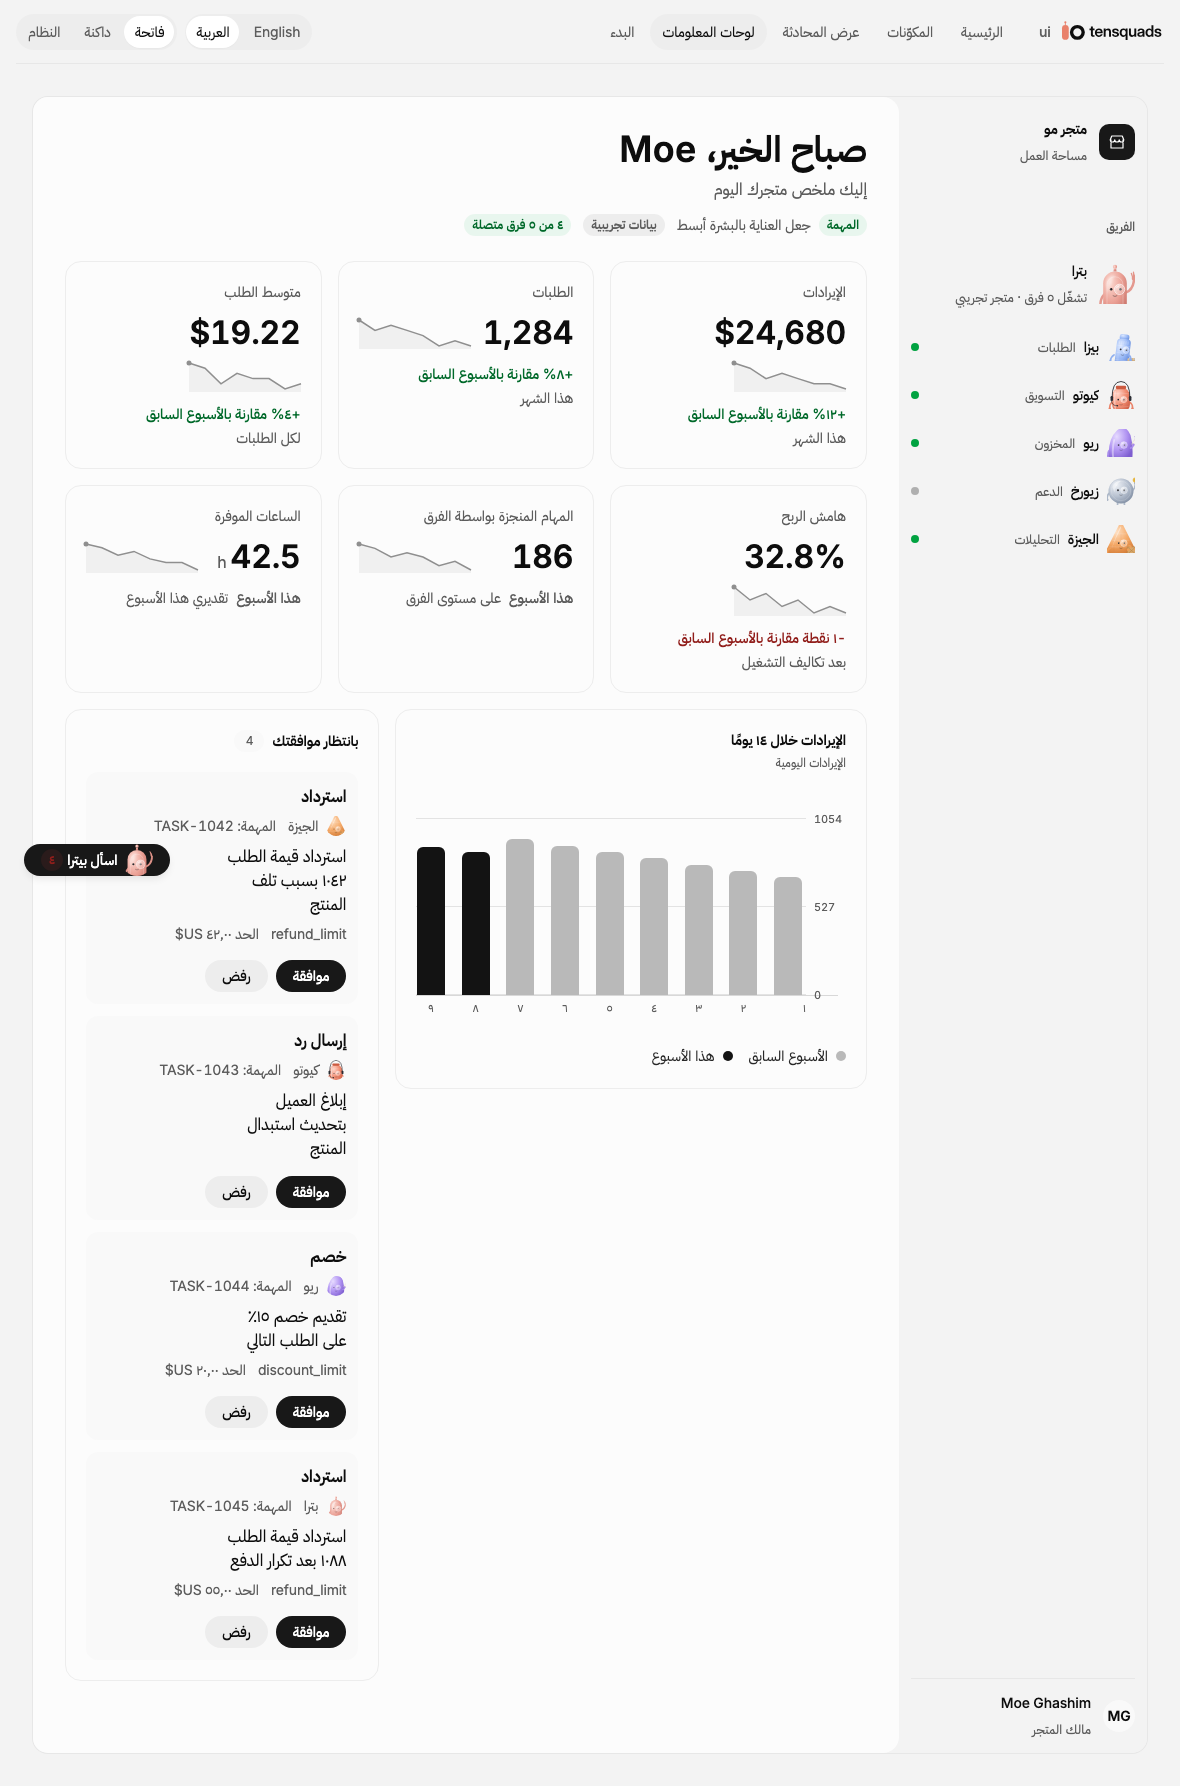 tensquads ui
الرئيسية
المكوّنات
عرض المحادثة
لوحات المعلومات
البدء
English
العربية
فاتحة
داكنة
النظام
متجر مو
مساحة العمل
الفريق
بترا
تشغّل ٥ فرق · متجر تجريبي
بيزا الطلبات
كيوتو التسويق
ريو المخزون
زيورخ الدعم
الجيزة التحليلات
MG
Moe Ghashim
مالك المتجر
صباح الخير، Moe
إليك ملخص متجرك اليوم
المهمة جعل العناية بالبشرة أبسط بيانات تجريبية ٤ من ٥ فرق متصلة
الإيرادات
$24,680
+١٢% مقارنة بالأسبوع السابق
هذا الشهر
الطلبات
1,284
+٨% مقارنة بالأسبوع السابق
هذا الشهر
متوسط الطلب
$19.22
+٤% مقارنة بالأسبوع السابق
لكل الطلبات
هامش الربح
32.8%
-١ نقطة مقارنة بالأسبوع السابق
بعد تكاليف التشغيل
المهام المنجزة بواسطة الفرق
186
هذا الأسبوع على مستوى الفرق
الساعات الموفرة
42.5 h
هذا الأسبوع تقديري هذا الأسبوع
الإيرادات خلال ١٤ يومًا
الإيرادات اليومية
1054
527
0
١ ٢ ٣ ٤ ٥ ٦ ٧ ٨ ٩
الأسبوع السابق هذا الأسبوع
بانتظار موافقتك 4
استرداد
الجيزة المهمة: TASK-1042
استرداد قيمة الطلب
١٠٤٢ بسبب تلف
المنتج
refund_limit الحد ٤٢,٠٠ US$
موافقة رفض
اسأل بيترا ٤
إرسال رد
كيوتو المهمة: TASK-1043
إبلاغ العميل
بتحديث استبدال
المنتج
موافقة رفض
خصم
ريو المهمة: TASK-1044
تقديم خصم ١٥٪
على الطلب التالي
discount_limit الحد ٢٠,٠٠ US$
موافقة رفض
استرداد
بترا المهمة: TASK-1045
استرداد قيمة الطلب
١٠٨٨ بعد تكرار الدفع
refund_limit الحد ٥٥,٠٠ US$
موافقة رفض